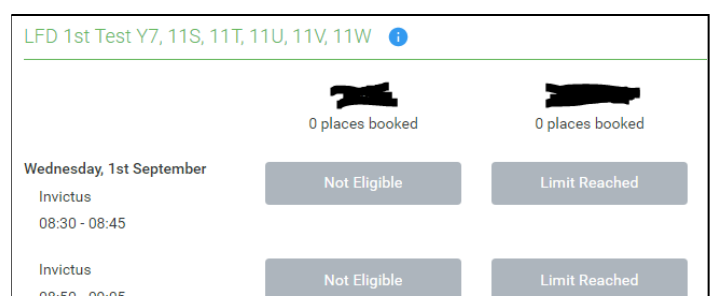 LFD 1st Test Y7, 11S, 11T, 11U, 11V, 11W i
0 places booked 0 places booked
Wednesday, 1st September Not Eligible Limit Reached
Invictus
08:30 - 08:45
Invictus Not Eligible Limit Reached